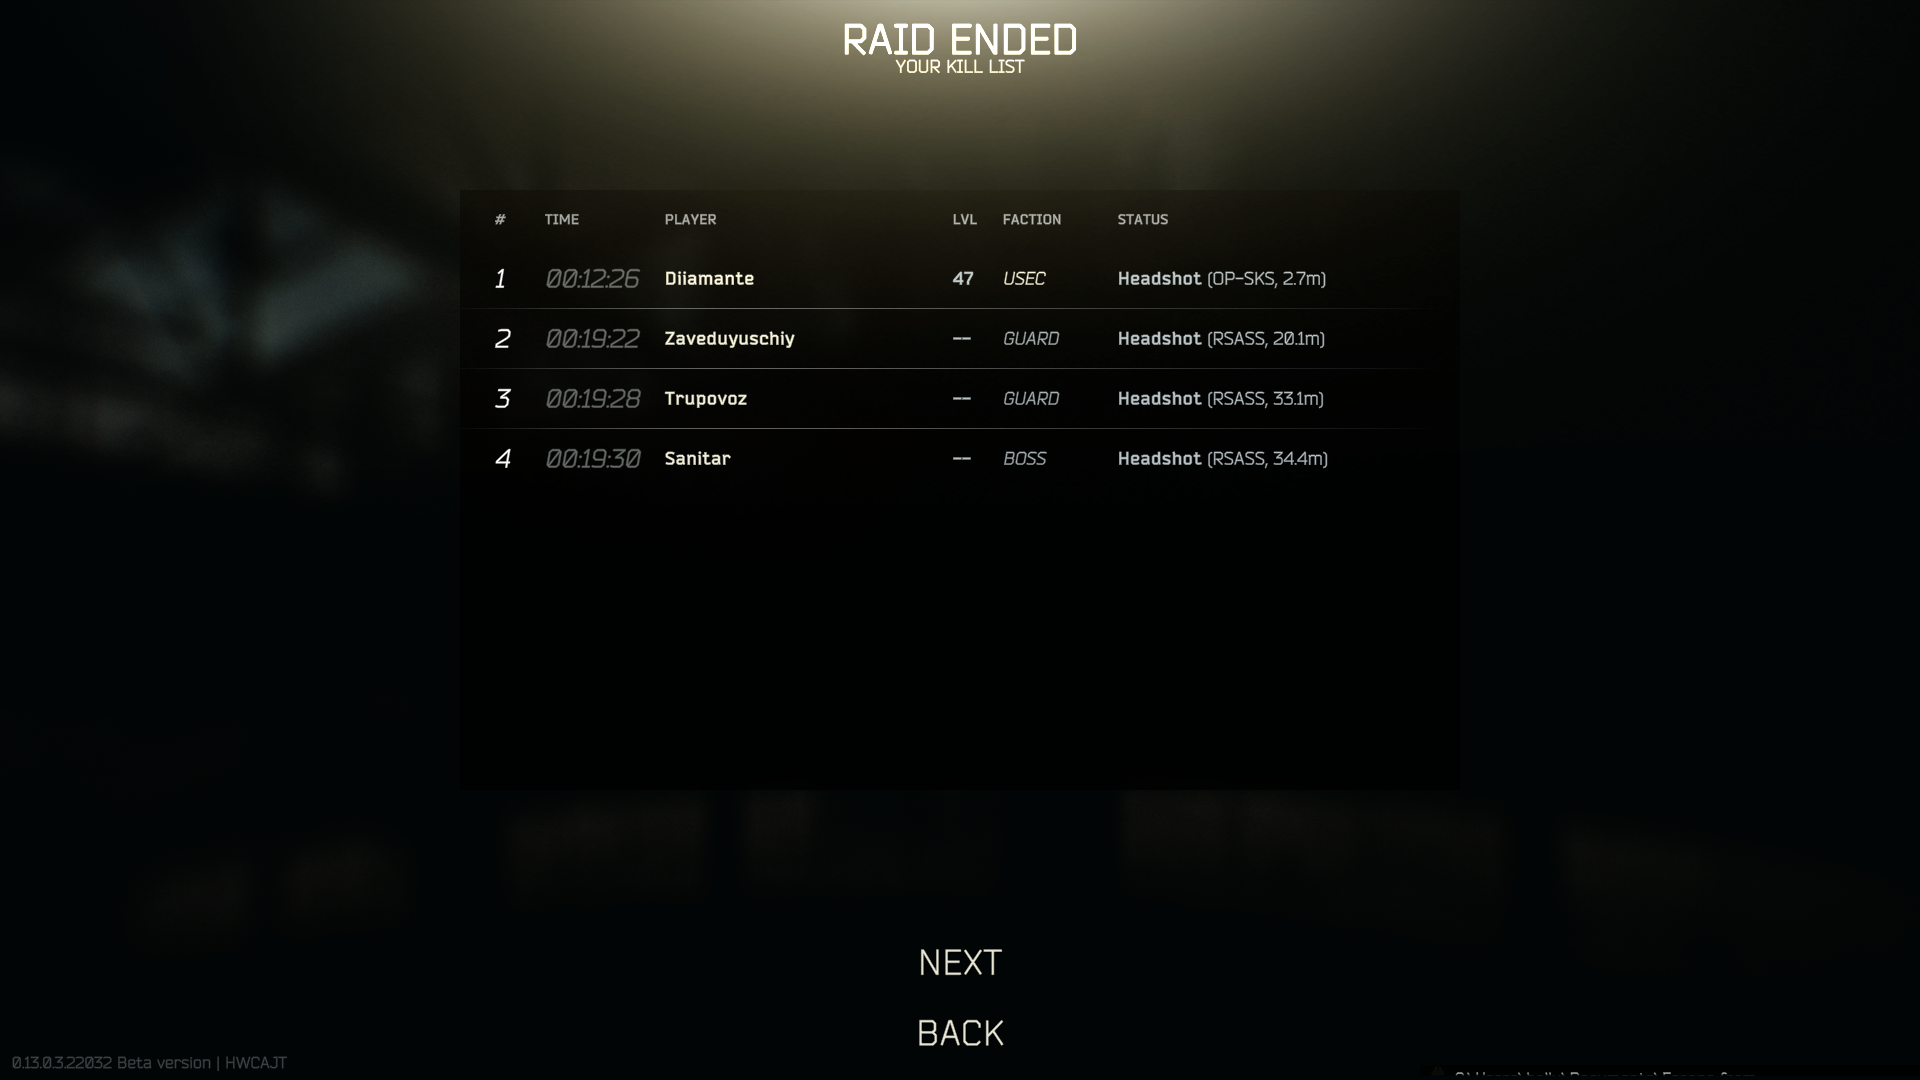 RAID ENDED
YOUR KILL LIST
# TIME PLAYER LVL FACTION STATUS
1 00:12:26 Diiamante 47 USEC Headshot (OP-SKS, 2.7m)
2 00:19:22 Zaveduyuschiy -- GUARD Headshot (RSASS, 20.1m)
3 00:19:28 Trupovoz -- GUARD Headshot (RSASS, 33.1m)
4 00:19:30 Sanitar -- BOSS Headshot (RSASS, 34.4m)
NEXT
BACK
0.13.0.3.22032 Beta version | HWCAJT